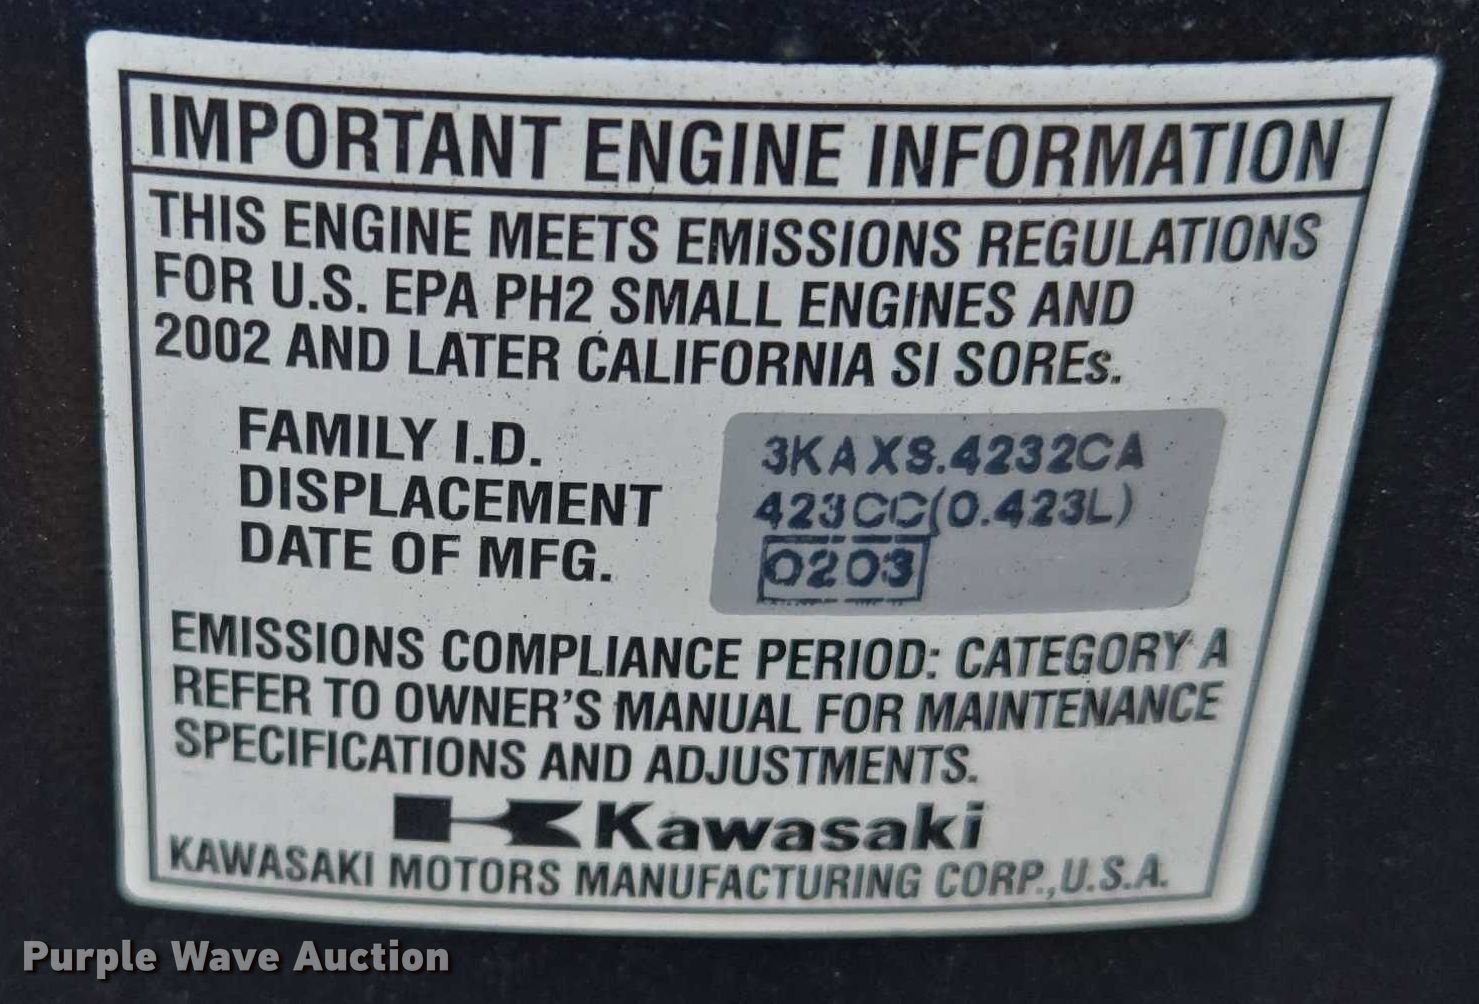 IMPORTANT ENGINE INFORMATION
THIS ENGINE MEETS EMISSIONS REGULATIONS
FOR U.S. EPA PH2 SMALL ENGINES AND
2002 AND LATER CALIFORNIA SI SOREs.
FAMILY I.D. 3KAXS.4232CA
DISPLACEMENT 423CC(0.423L)
DATE OF MFG. 0203
EMISSIONS COMPLIANCE PERIOD: CATEGORY A
REFER TO OWNER'S MANUAL FOR MAINTENANCE
SPECIFICATIONS AND ADJUSTMENTS.
Kawasaki
KAWASAKI MOTORS MANUFACTURING CORP.,U.S.A.
Purple Wave Auction